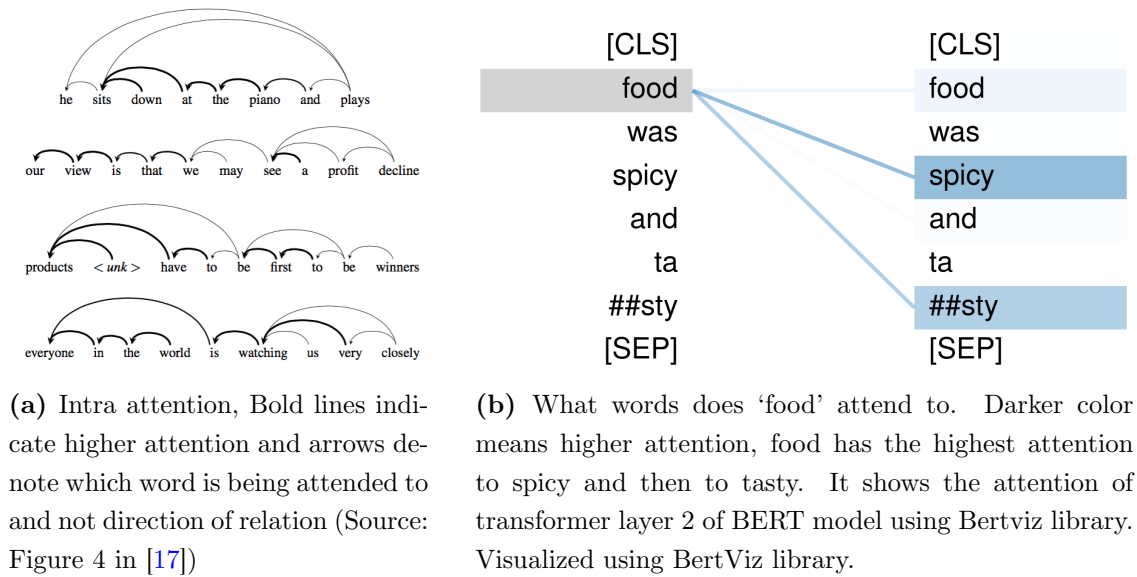 he sits down at the piano and plays
our view is that we may see a profit decline
products <unk> have to be first to be winners
everyone in the world is watching us very closely
(a) Intra attention, Bold lines indi-
cate higher attention and arrows de-
note which word is being attended to
and not direction of relation (Source:
Figure 4 in [17])
[CLS] [CLS]
food food
was was
spicy spicy
and and
ta ta
##sty ##sty
[SEP] [SEP]
(b) What words does ‘food’ attend to. Darker color
means higher attention, food has the highest attention
to spicy and then to tasty. It shows the attention of
transformer layer 2 of BERT model using Bertviz library.
Visualized using BertViz library.